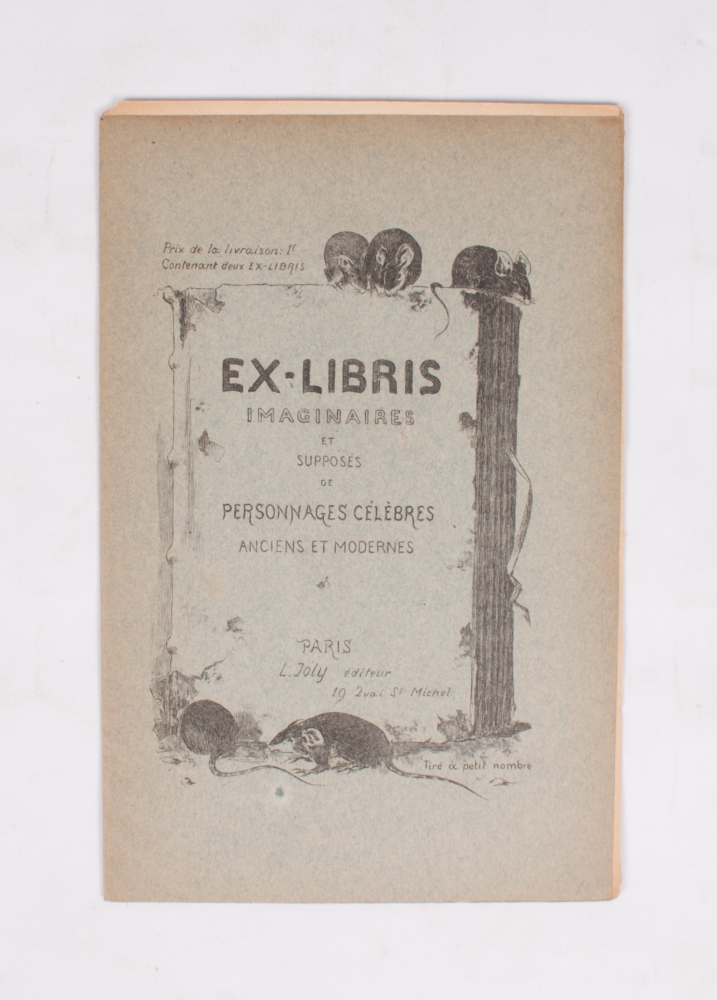 Prix de la livraison: 1f
Contenant deux EX-LIBRIS
EX-LIBRIS
IMAGINAIRES
ET
SUPPOSÉS
DE
PERSONNAGES CÉLÈBRES
ANCIENS ET MODERNES
PARIS
L. Joly éditeur
19 Quai St Michel
Tiré à petit nombre